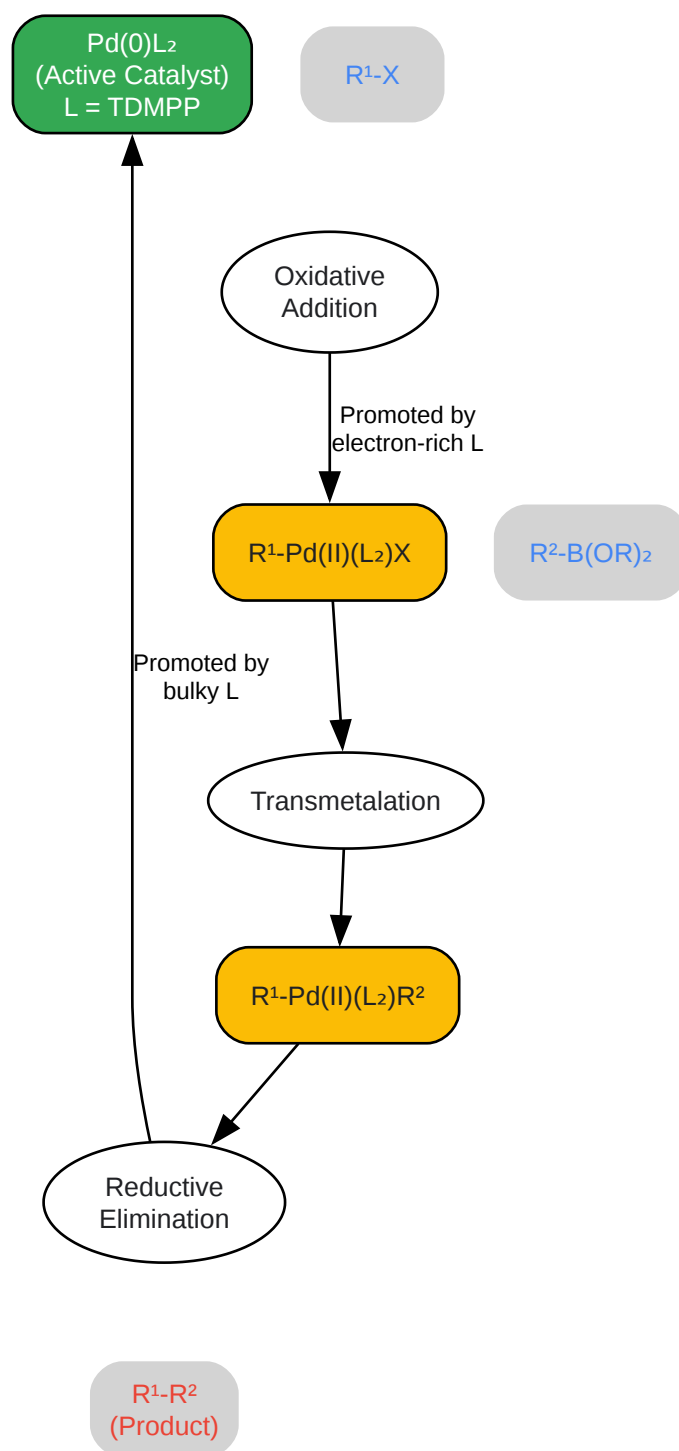 Pd(0)L₂
(Active Catalyst)
L = TDMPP
R¹-X
Oxidative
Addition
Promoted by
electron-rich L
R¹-Pd(II)(L₂)X
R²-B(OR)₂
Promoted by
bulky L
Transmetalation
R¹-Pd(II)(L₂)R²
Reductive
Elimination
R¹-R²
(Product)